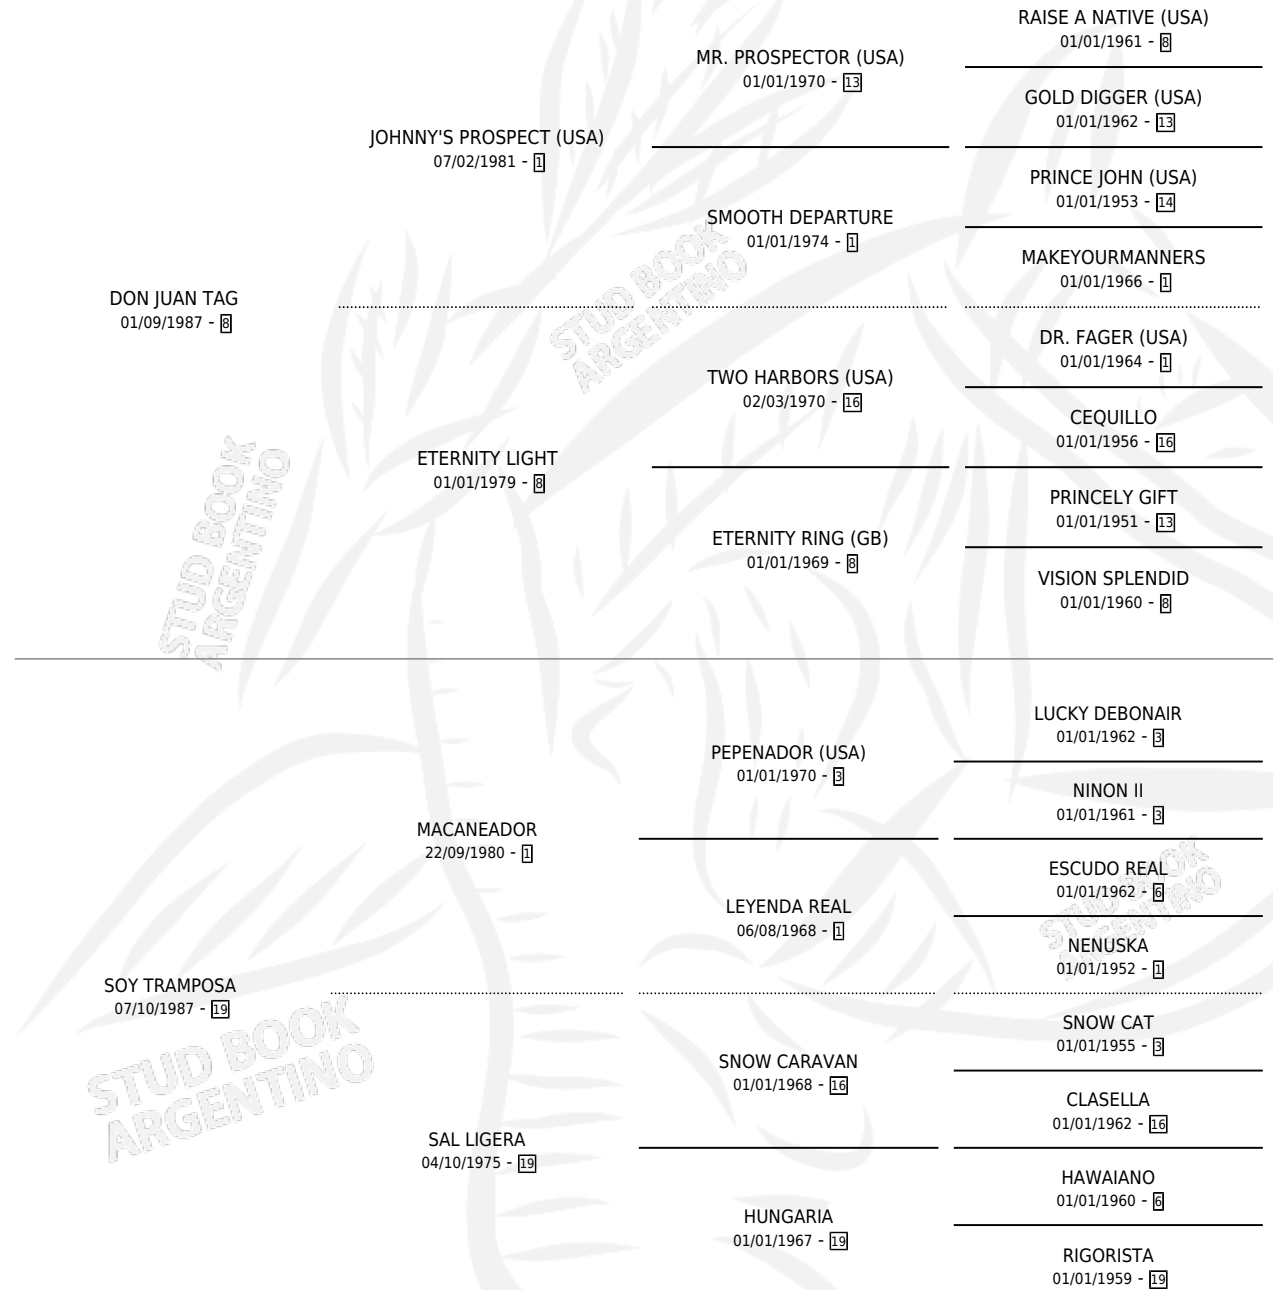 RAISE A NATIVE (USA)
01/01/1961 - 8
MR. PROSPECTOR (USA)
01/01/1970 - 13
GOLD DIGGER (USA)
01/01/1962 - 13
JOHNNY'S PROSPECT (USA)
07/02/1981 - 1
PRINCE JOHN (USA)
01/01/1953 - 14
SMOOTH DEPARTURE
01/01/1974 - 1
MAKEYOURMANNERS
01/01/1966 - 1
DON JUAN TAG
01/09/1987 - 8
DR. FAGER (USA)
01/01/1964 - 1
TWO HARBORS (USA)
02/03/1970 - 16
CEQUILLO
01/01/1956 - 16
ETERNITY LIGHT
01/01/1979 - 8
PRINCELY GIFT
01/01/1951 - 13
ETERNITY RING (GB)
01/01/1969 - 8
VISION SPLENDID
01/01/1960 - 8
LUCKY DEBONAIR
01/01/1962 - 3
PEPENADOR (USA)
01/01/1970 - 3
NINON II
01/01/1961 - 3
MACANEADOR
22/09/1980 - 1
ESCUDO REAL
01/01/1962 - 6
LEYENDA REAL
06/08/1968 - 1
NENUSKA
01/01/1952 - 1
SOY TRAMPOSA
07/10/1987 - 19
SNOW CAT
01/01/1955 - 3
SNOW CARAVAN
01/01/1968 - 16
CLASELLA
01/01/1962 - 16
SAL LIGERA
04/10/1975 - 19
HAWAIANO
01/01/1960 - 6
HUNGARIA
01/01/1967 - 19
RIGORISTA
01/01/1959 - 19
STUD BOOK
ARGENTINO
STUD BOOK
ARGENTINO
STUD BOOK
ARGENTINO
STUD BOOK
ARGENTINO